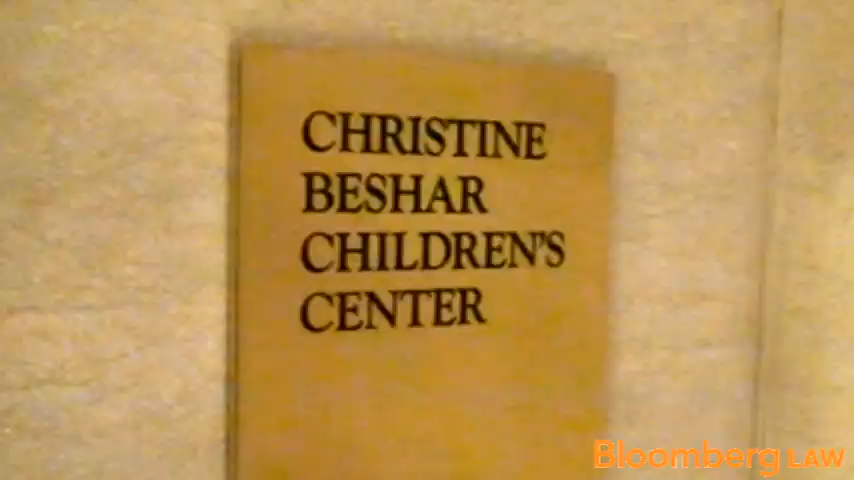 CHRISTINE
BESHAR
CHILDREN'S
CENTER
Bloomberg LAW